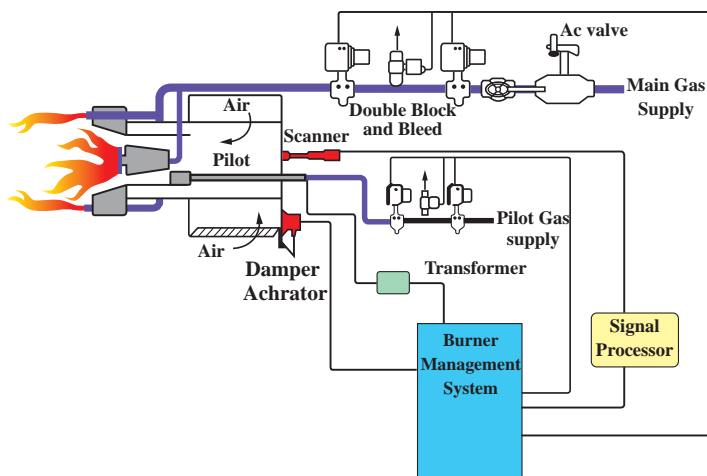 Ac valve
Main Gas
Supply
Double Block
and Bleed
Air
Scanner
Pilot
Pilot Gas
supply
Air
Damper
Achrator
Transformer
Burner
Management
System
Signal
Processor